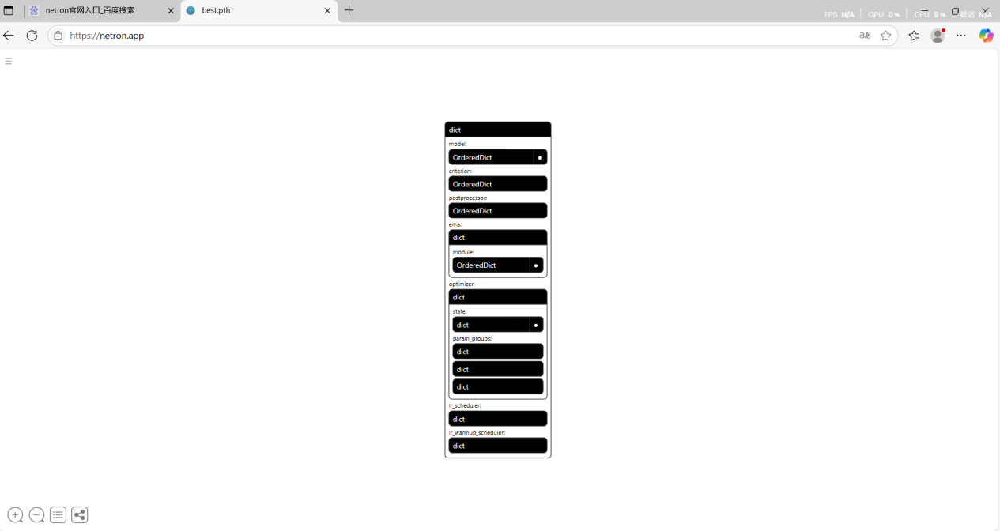 netron官网入口_百度搜索
best.pth
FPS N/A
GPU 0%
CPU 5%
延迟 N/A
https://netron.app
aあ
dict
model:
OrderedDict
criterion:
OrderedDict
postprocessor:
OrderedDict
ema:
dict
module:
OrderedDict
optimizer:
dict
state:
dict
param_groups:
dict
dict
dict
lr_scheduler:
dict
lr_warmup_scheduler:
dict